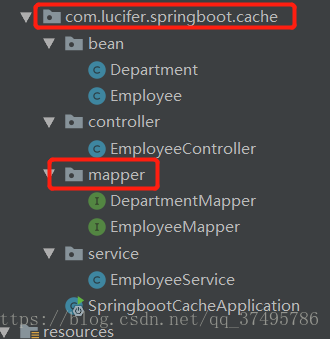 com.lucifer.springboot.cache
bean
Department
Employee
controller
EmployeeController
mapper
DepartmentMapper
EmployeeMapper
service
EmployeeService
SpringbootCacheApplication
https://blog.csdn.net/qq_37495786
resources